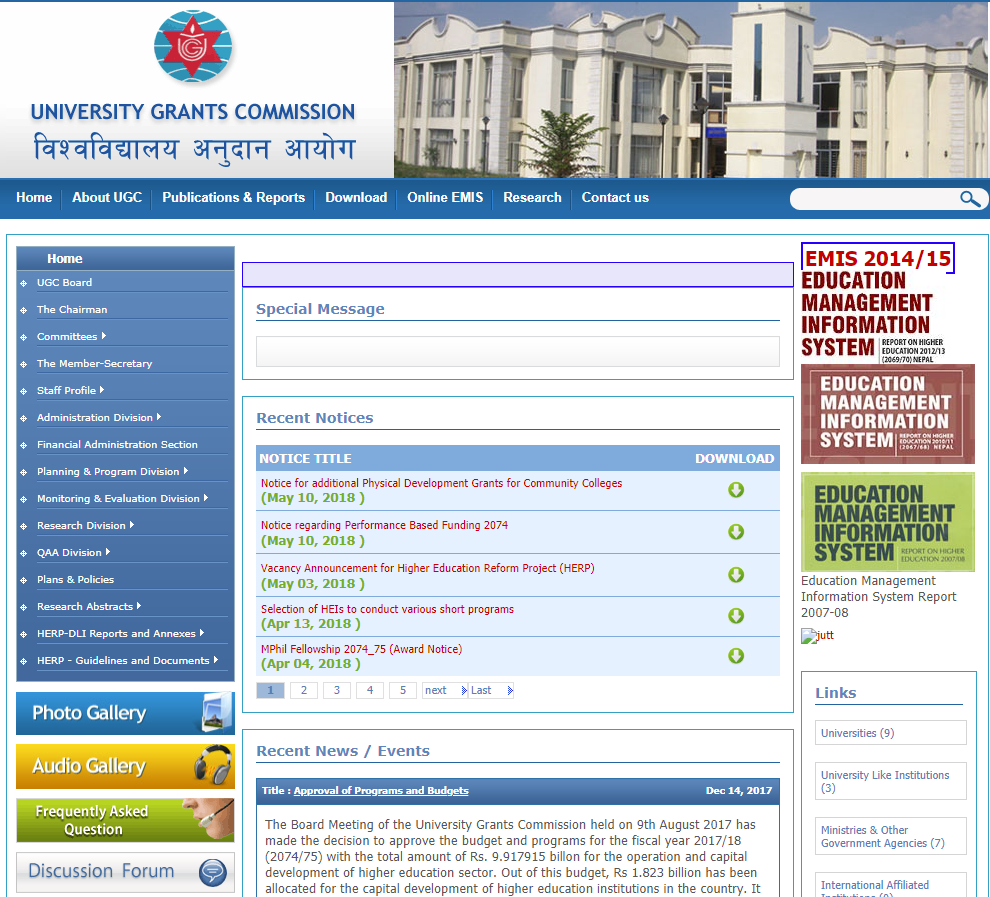 UNIVERSITY GRANTS COMMISSION
विश्वविद्यालय अनुदान आयोग
Home
About UGC
Publications & Reports
Download
Online EMIS
Research
Contact us
Home
UGC Board
The Chairman
Committees
The Member-Secretary
Staff Profile
Administration Division
Financial Administration Section
Planning & Program Division
Monitoring & Evaluation Division
Research Division
QAA Division
Plans & Policies
Research Abstracts
HERP-DLI Reports and Annexes
HERP - Guidelines and Documents
Photo Gallery
Audio Gallery
Frequently Asked
Question
Discussion Forum
Special Message
Recent Notices
NOTICE TITLE DOWNLOAD
Notice for additional Physical Development Grants for Community Colleges
(May 10, 2018 )
Notice regarding Performance Based Funding 2074
(May 10, 2018 )
Vacancy Announcement for Higher Education Reform Project (HERP)
(May 03, 2018 )
Selection of HEIs to conduct various short programs
(Apr 13, 2018 )
MPhil Fellowship 2074_75 (Award Notice)
(Apr 04, 2018 )
1 2 3 4 5 next Last
Recent News / Events
Title : Approval of Programs and Budgets Dec 14, 2017
The Board Meeting of the University Grants Commission held on 9th August 2017 has
made the decision to approve the budget and programs for the fiscal year 2017/18
(2074/75) with the total amount of Rs. 9.917915 billon for the operation and capital
development of higher education sector. Out of this budget, Rs 1.823 billion has been
allocated for the capital development of higher education institutions in the country. It
EMIS 2014/15
EDUCATION
MANAGEMENT
INFORMATION
SYSTEM
REPORT ON HIGHER
EDUCATION 2012/13
(2069/70) NEPAL
EDUCATION
MANAGEMENT
INFORMATION
SYSTEM
REPORT ON HIGHER
EDUCATION 2010/11
(2067/68) NEPAL
EDUCATION
MANAGEMENT
INFORMATION
SYSTEM
REPORT ON HIGHER
EDUCATION 2007/08
Education Management
Information System Report
2007-08
jutt
Links
Universities (9)
University Like Institutions
(3)
Ministries & Other
Government Agencies (7)
International Affiliated